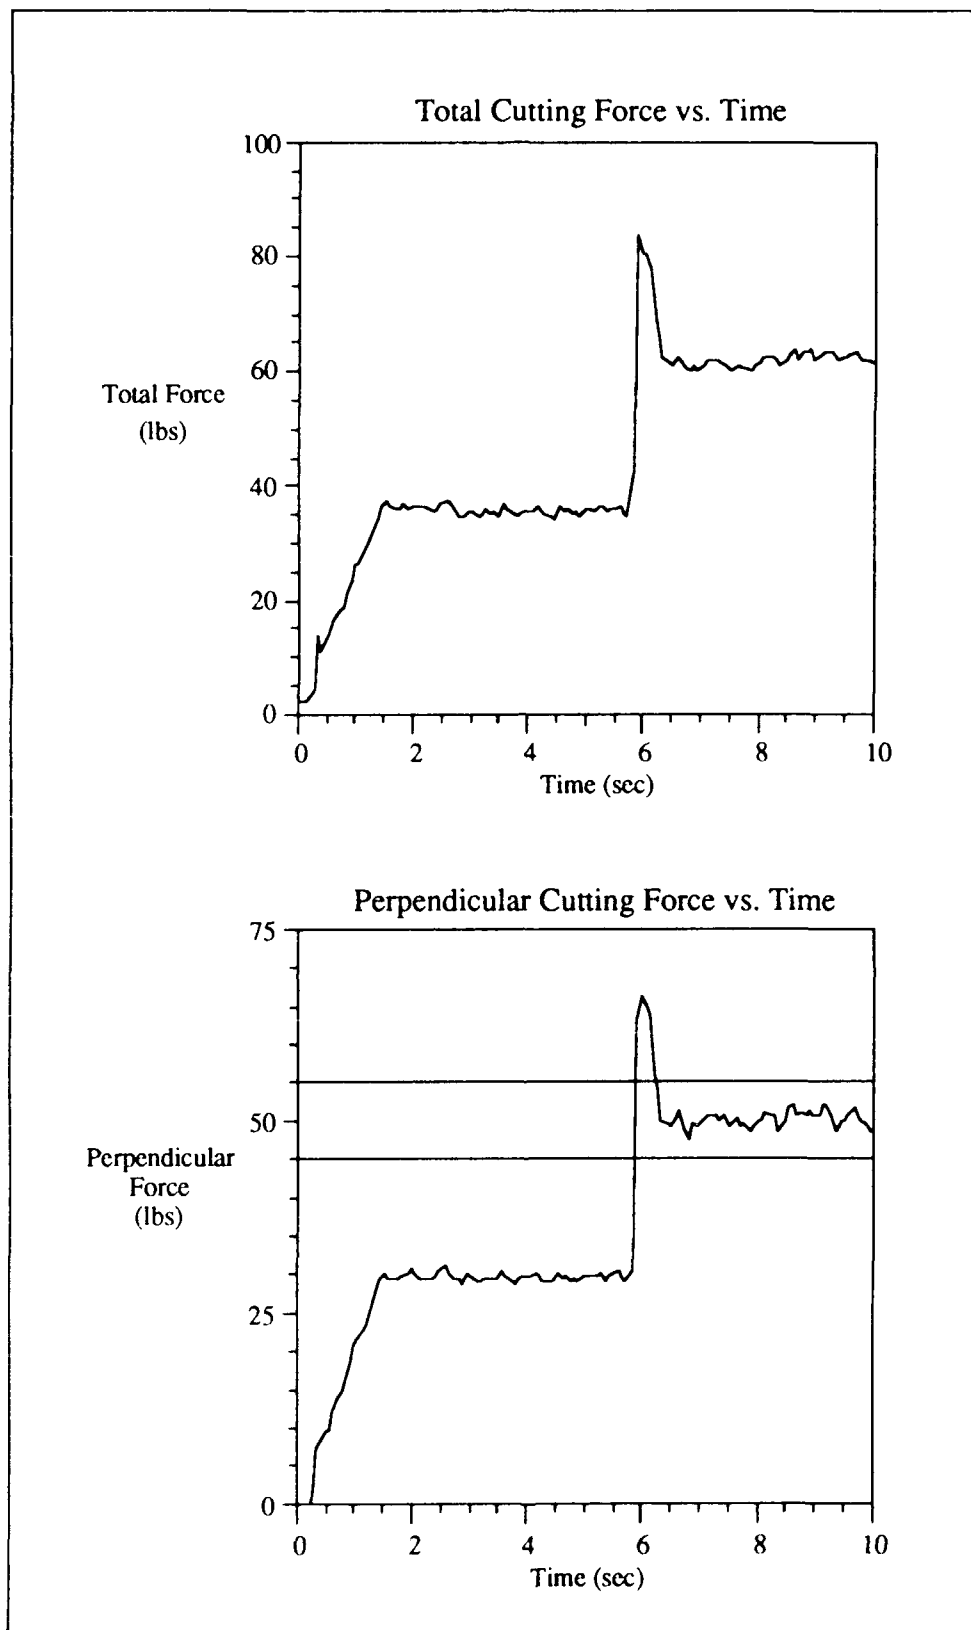 Total Cutting Force vs. Time
100
80
60
40
20
0
Total Force
(lbs)
0 2 4 6 8 10
Time (sec)
Perpendicular Cutting Force vs. Time
75
50
25
0
Perpendicular
Force
(lbs)
0 2 4 6 8 10
Time (sec)